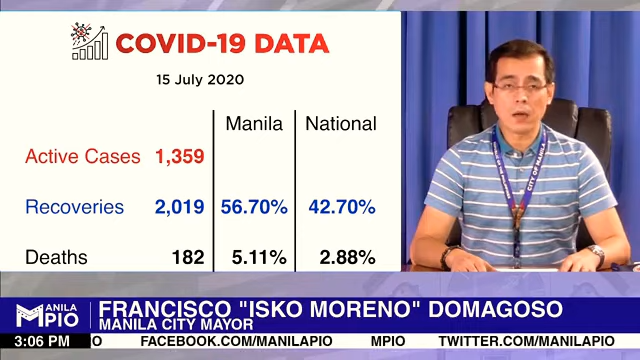 COVID-19 DATA
15 July 2020
Manila National
Active Cases 1,359
Recoveries 2,019 56.70% 42.70%
Deaths 182 5.11% 2.88%
CITY OF MANILA
MANILA
MPIO
FRANCISCO "ISKO MORENO" DOMAGOSO
MANILA CITY MAYOR
3:06 PM IO FACEBOOK.COM/MANILAPIO MPIO TWITTER.COM/MANILAPIO